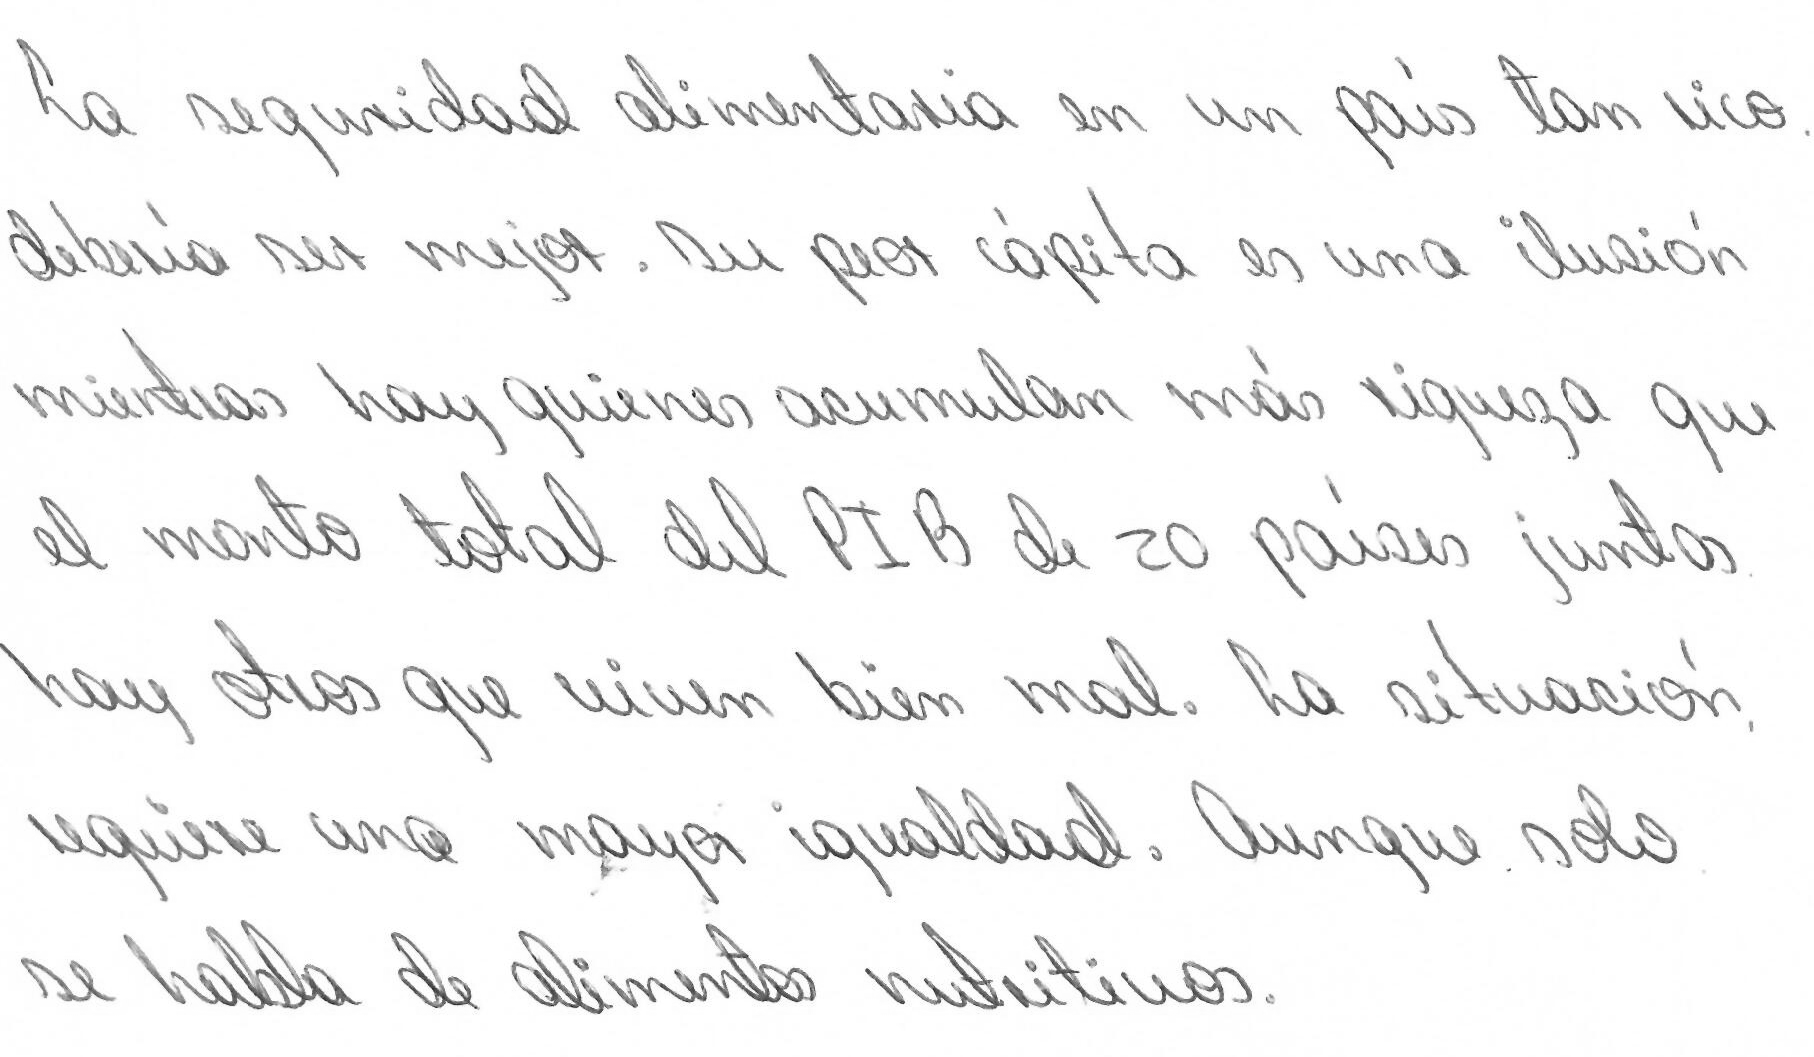 La seguridad alimentaria en un país tan rico
debería ser mejor. Su per cápita es una ilusión
mientras hay quienes acumulan más riqueza que
el monto total del PIB de 20 países juntos
hay otros que viven bien mal. La situación
requiere una mayor igualdad. Aunque solo
se habla de alimentos nutritivos.